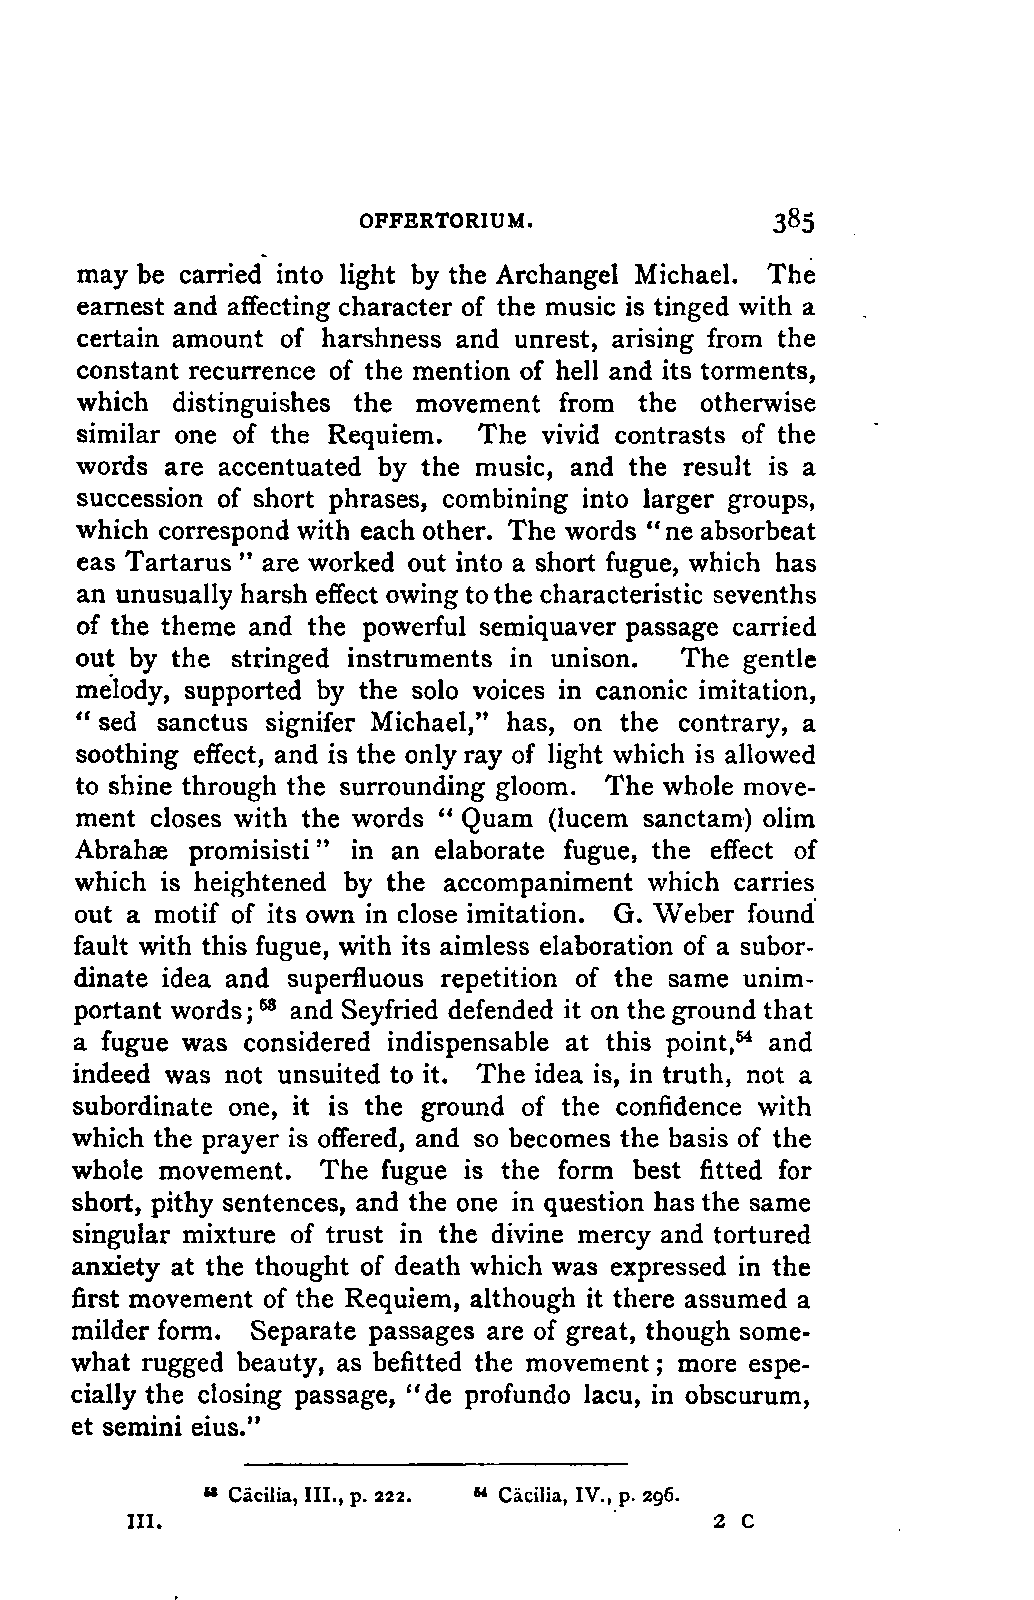 OFFERTORIUM. 385
may be carried into light by the Archangel Michael. The
earnest and affecting character of the music is tinged with a
certain amount of harshness and unrest, arising from the
constant recurrence of the mention of hell and its torments,
which distinguishes the movement from the otherwise
similar one of the Requiem. The vivid contrasts of the
words are accentuated by the music, and the result is a
succession of short phrases, combining into larger groups,
which correspond with each other. The words “ ne absorbeat
eas Tartarus ” are worked out into a short fugue, which has
an unusually harsh effect owing to the characteristic sevenths
of the theme and the powerful semiquaver passage carried
out by the stringed instruments in unison. The gentle
melody, supported by the solo voices in canonic imitation,
“ sed sanctus signifer Michael,” has, on the contrary, a
soothing effect, and is the only ray of light which is allowed
to shine through the surrounding gloom. The whole move-
ment closes with the words “ Quam (lucem sanctam) olim
Abrahæ promisisti ” in an elaborate fugue, the effect of
which is heightened by the accompaniment which carries
out a motif of its own in close imitation. G. Weber found
fault with this fugue, with its aimless elaboration of a subor-
dinate idea and superfluous repetition of the same unim-
portant words; ⁵³ and Seyfried defended it on the ground that
a fugue was considered indispensable at this point,⁵⁴ and
indeed was not unsuited to it. The idea is, in truth, not a
subordinate one, it is the ground of the confidence with
which the prayer is offered, and so becomes the basis of the
whole movement. The fugue is the form best fitted for
short, pithy sentences, and the one in question has the same
singular mixture of trust in the divine mercy and tortured
anxiety at the thought of death which was expressed in the
first movement of the Requiem, although it there assumed a
milder form. Separate passages are of great, though some-
what rugged beauty, as befitted the movement ; more espe-
cially the closing passage, “de profundo lacu, in obscurum,
et semini eius.”
⁵³ Cäcilia, III., p. 222. ⁵⁴ Cäcilia, IV., p. 296.
III. 2 C